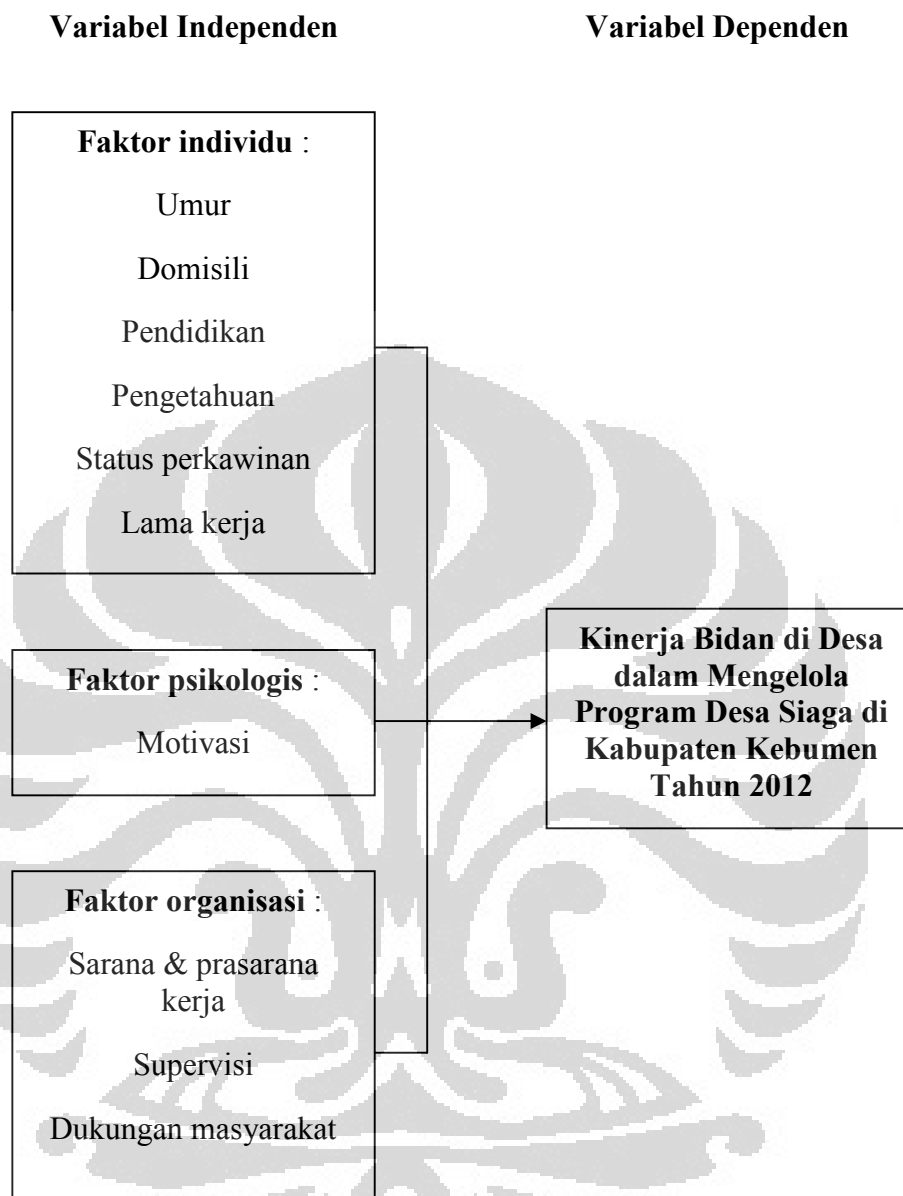 Variabel Independen
Variabel Dependen
Faktor individu :
Umur
Domisili
Pendidikan
Pengetahuan
Status perkawinan
Lama kerja
Faktor psikologis :
Motivasi
Faktor organisasi :
Sarana & prasarana
kerja
Supervisi
Dukungan masyarakat
Kinerja Bidan di Desa
dalam Mengelola
Program Desa Siaga di
Kabupaten Kebumen
Tahun 2012